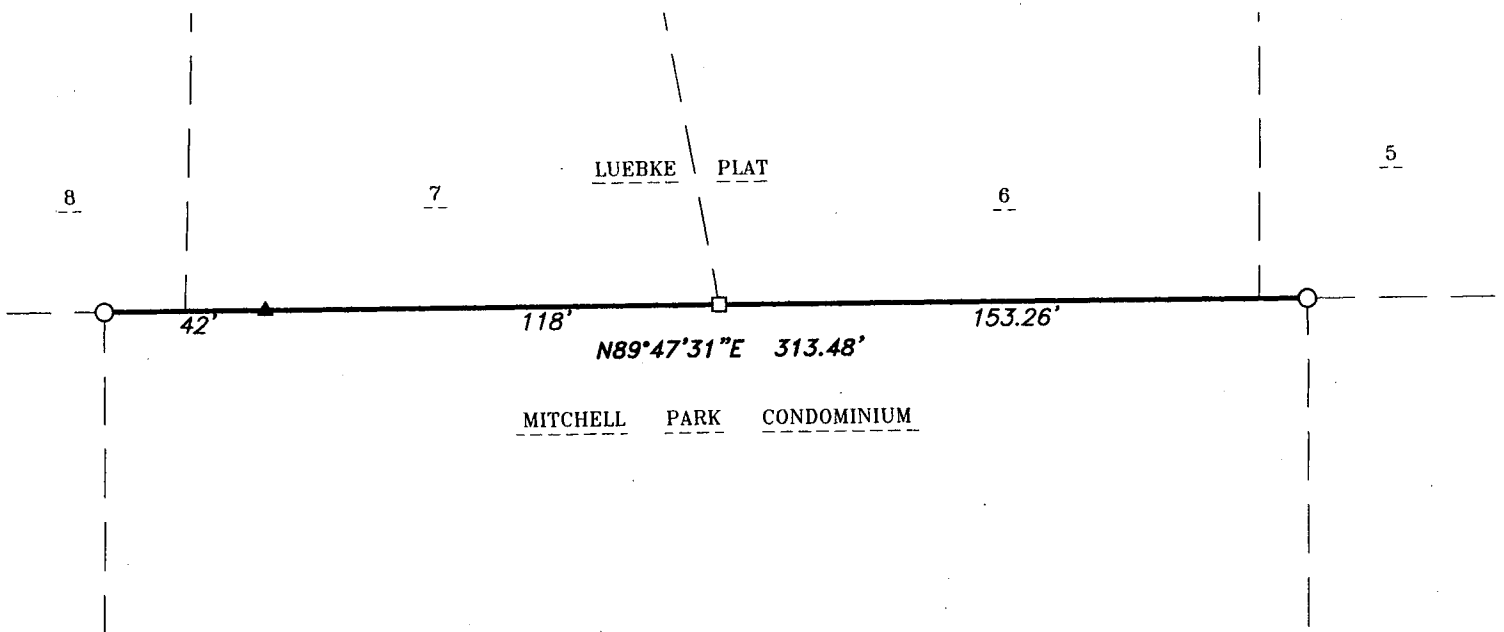 LUEBKE PLAT
5
8
7
6
42'
118'
153.26'
N89°47'31"E 313.48'
MITCHELL PARK CONDOMINIUM